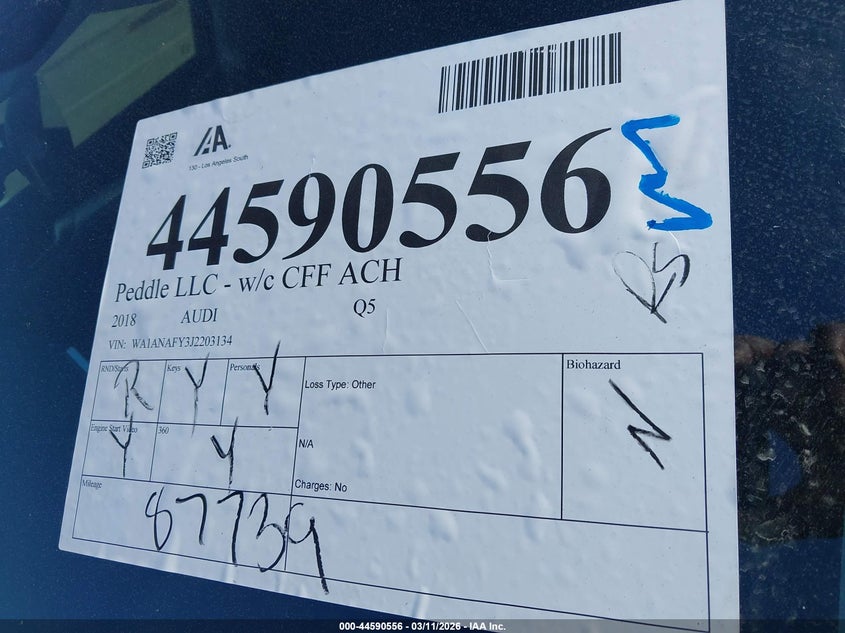 IAA
130 - Los Angeles South
44590556
Peddle LLC - w/c CFF ACH
RS
2018 AUDI Q5
VIN: WA1ANAFY3J2203134
RND/Starts Keys Personals Biohazard
R Y Y N
Loss Type: Other
Engine Start Video 360
Y Y
N/A
Charges: No
Mileage
87739
000-44590556 - 03/11/2026 - IAA Inc.